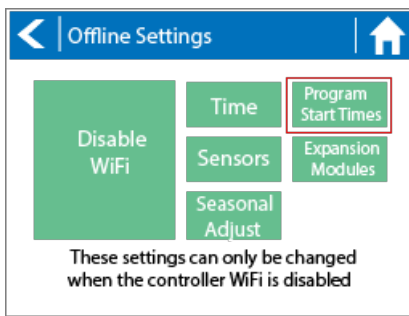 Offline Settings
Disable
WiFi
Time
Program
Start Times
Sensors
Expansion
Modules
Seasonal
Adjust
These settings can only be changed
when the controller WiFi is disabled